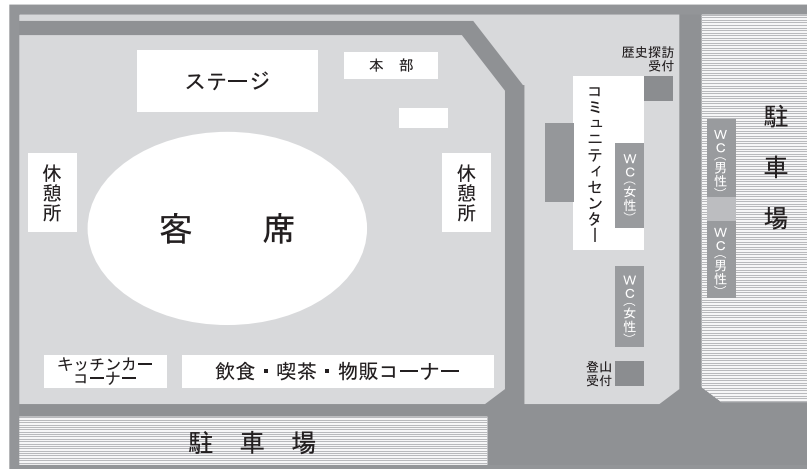 ステージ
本 部
歴史探訪
受付
コミュニティセンター
WC(女性)
WC(男性)
駐車場
休憩所
客 席
休憩所
WC(男性)
WC(女性)
キッチンカー
コーナー
飲食・喫茶・物販コーナー
登山
受付
駐 車 場